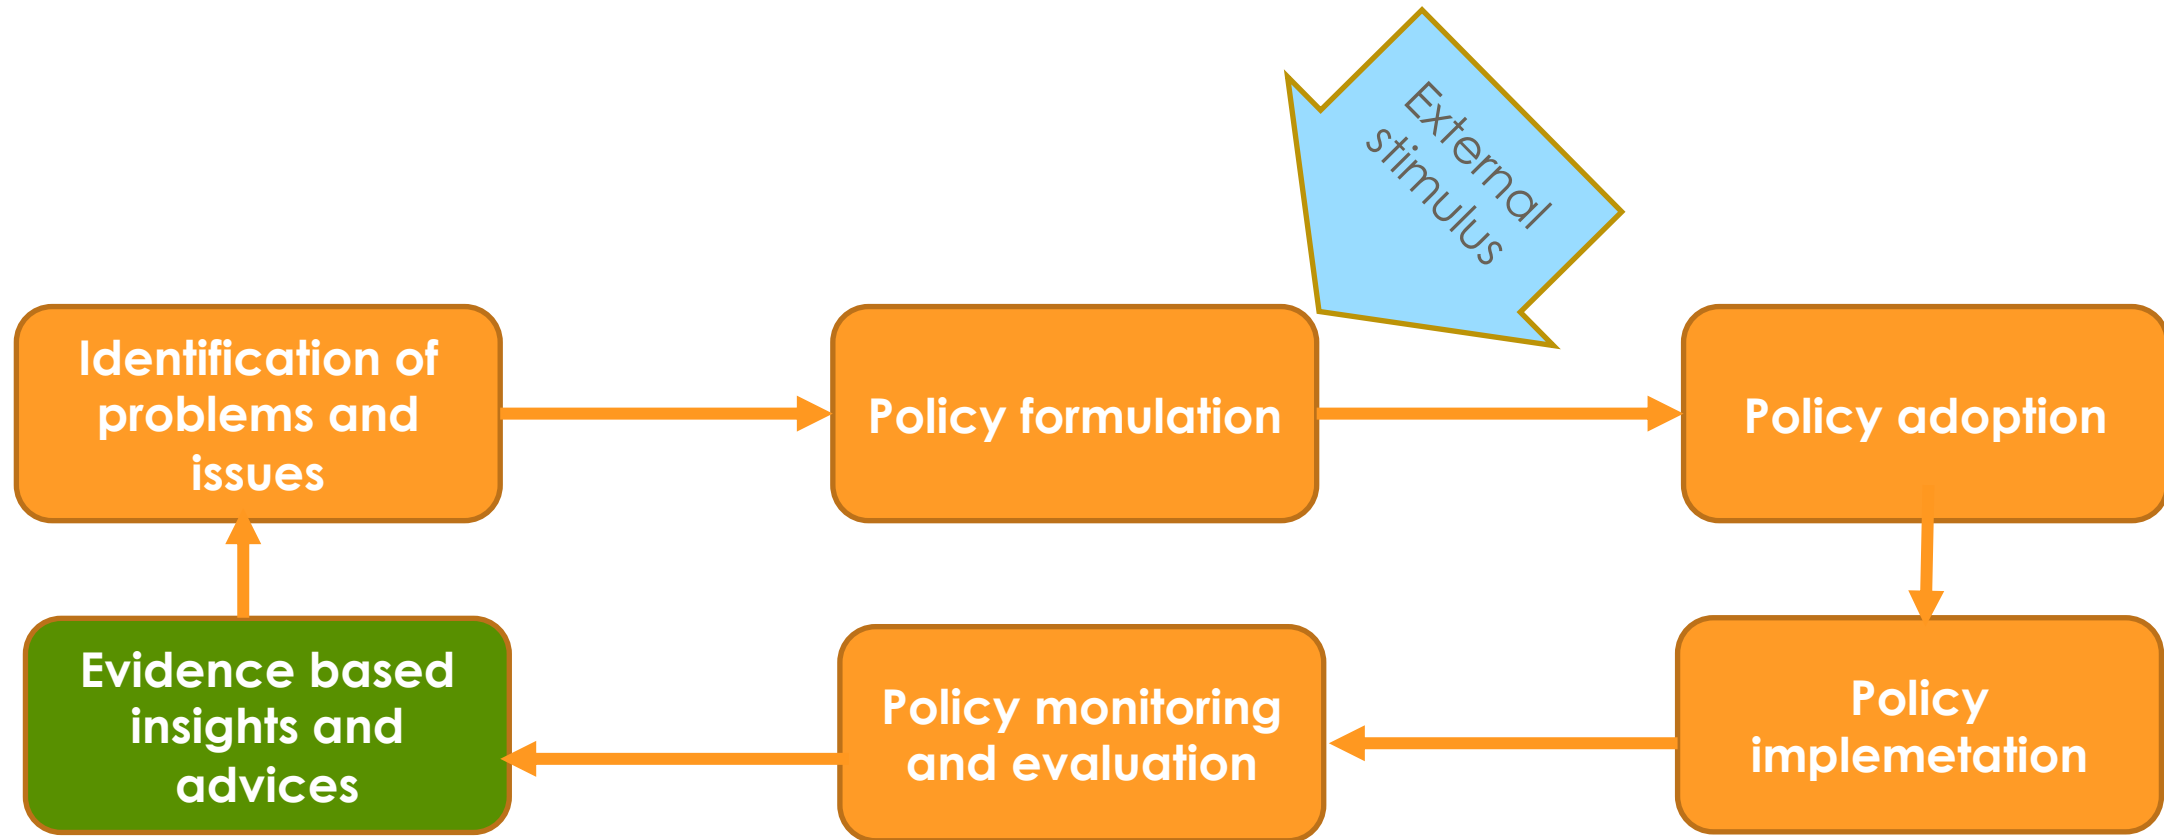 External
stimulus
Identification of
problems and
issues
Policy formulation
Policy adoption
Evidence based
insights and
advices
Policy monitoring
and evaluation
Policy
implemetation